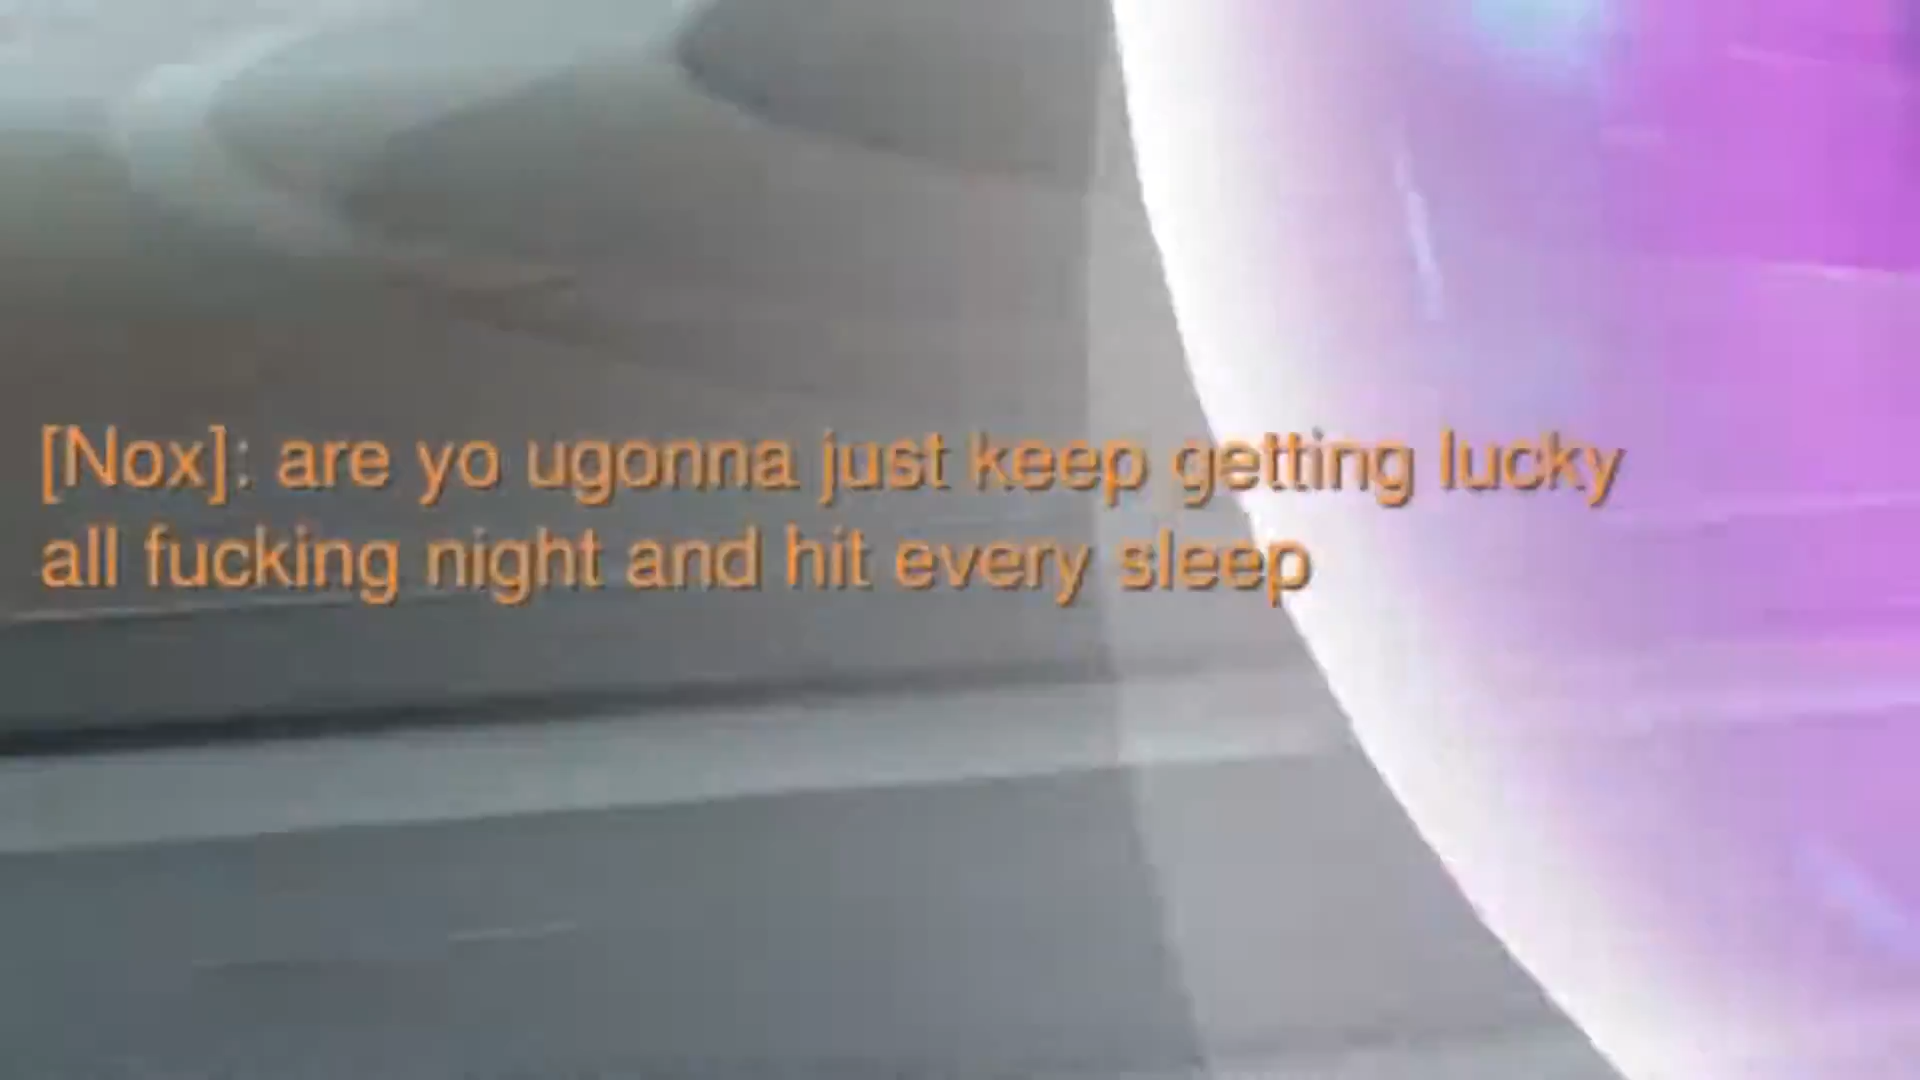 [Nox]: are yo ugonna just keep getting lucky
all fucking night and hit every sleep